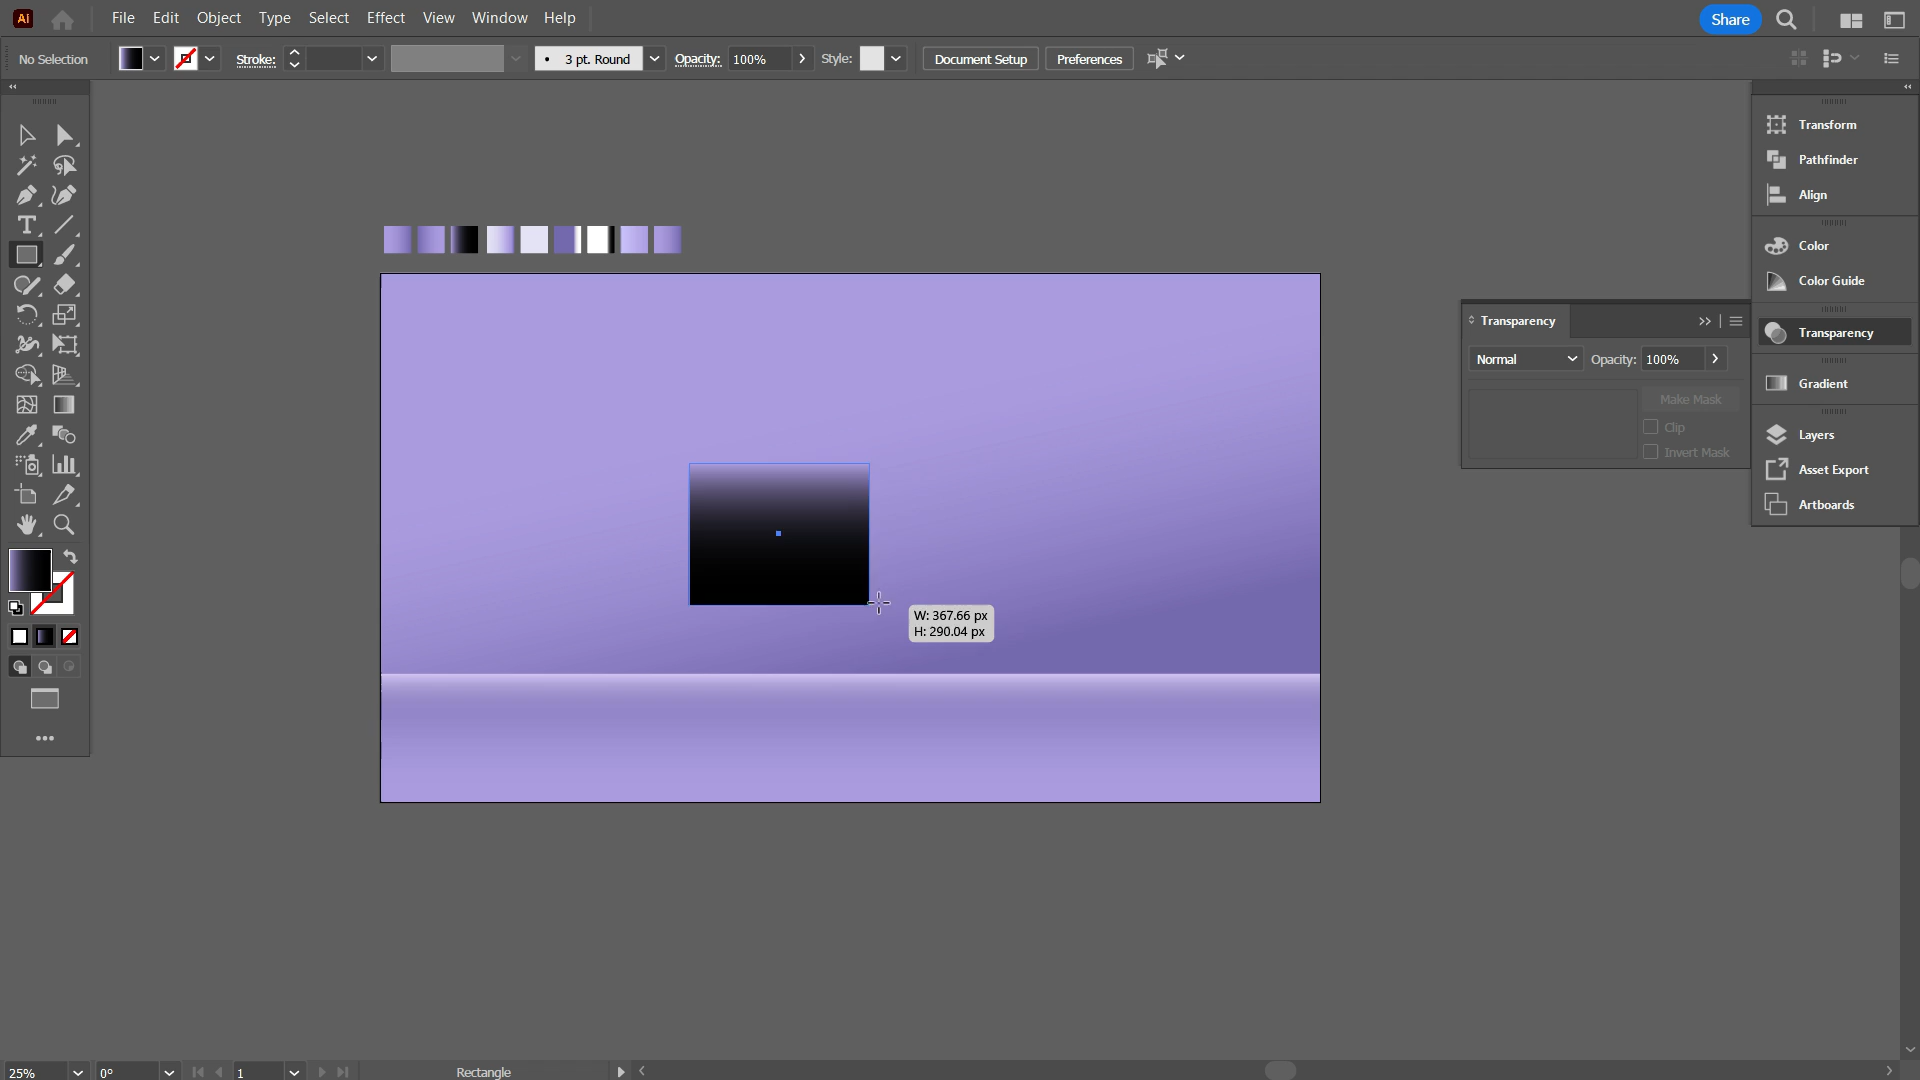 Ai
File Edit Object Type Select Effect View Window Help
Share
No Selection
Stroke:
3 pt. Round
Opacity: 100%
Style:
Document Setup
Preferences
Transform
Pathfinder
Align
Color
Color Guide
Transparency
Normal
Opacity: 100%
Make Mask
Clip
Invert Mask
Transparency
Gradient
Layers
Asset Export
Artboards
W: 367.66 px
H: 290.04 px
25%
0°
1
Rectangle